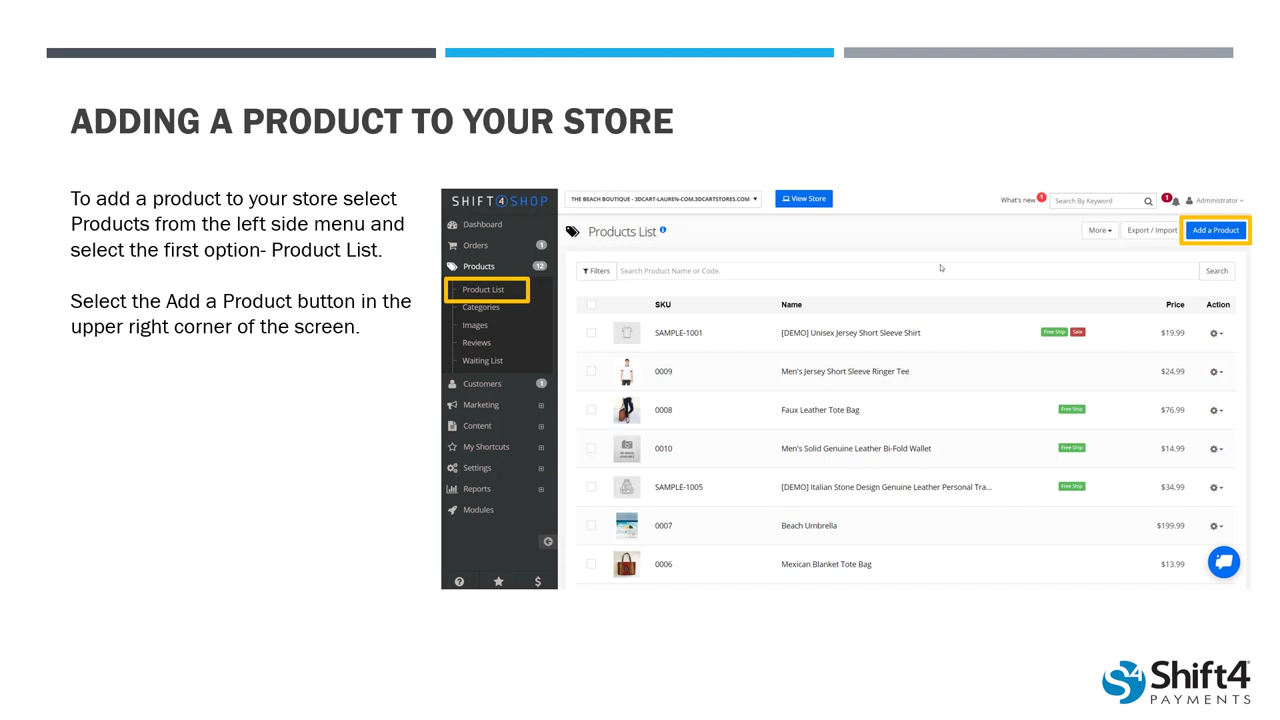 ADDING A PRODUCT TO YOUR STORE
To add a product to your store select
Products from the left side menu and
select the first option- Product List.
Select the Add a Product button in the
upper right corner of the screen.
SHIFT4SHOP
THE BEACH BOUTIQUE - 3DCART-LAUREN-COM.3DCARTSTORES.COM
View Store
What's new 1
Search By Keyword
1
Administrator
Dashboard
Orders 1
Products 12
Product List
Categories
Images
Reviews
Waiting List
Customers 1
Marketing
Content
My Shortcuts
Settings
Reports
Modules
? $
Products List i
More
Export / Import
Add a Product
Filters
Search Product Name or Code.
Search
SKU Name Price Action
SAMPLE-1001 [DEMO] Unisex Jersey Short Sleeve Shirt Free Ship Sale $19.99
0009 Men's Jersey Short Sleeve Ringer Tee $24.99
0008 Faux Leather Tote Bag Free Ship $76.99
0010 Men's Solid Genuine Leather Bi-Fold Wallet Free Ship $14.99
SAMPLE-1005 [DEMO] Italian Stone Design Genuine Leather Personal Tra... Free Ship $34.99
0007 Beach Umbrella $199.99
0006 Mexican Blanket Tote Bag $13.99
S4 Shift4
PAYMENTS